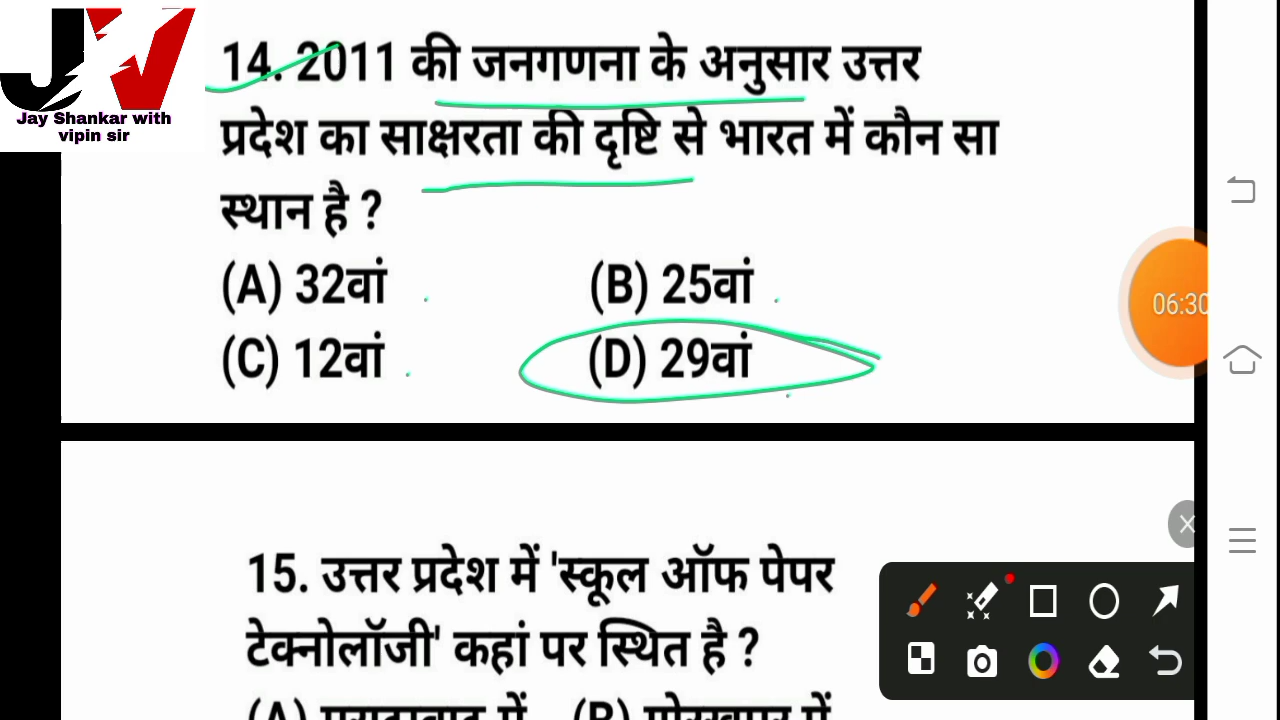 Jay Shankar with
vipin sir
14. 2011 की जनगणना के अनुसार उत्तर
प्रदेश का साक्षरता की दृष्टि से भारत में कौन सा
स्थान है ?
(A) 32वां (B) 25वां
(C) 12वां (D) 29वां
06:30
15. उत्तर प्रदेश में 'स्कूल ऑफ पेपर
टेक्नोलॉजी' कहां पर स्थित है ?
(A) मुरादाबाद में (B) गोरखपुर में